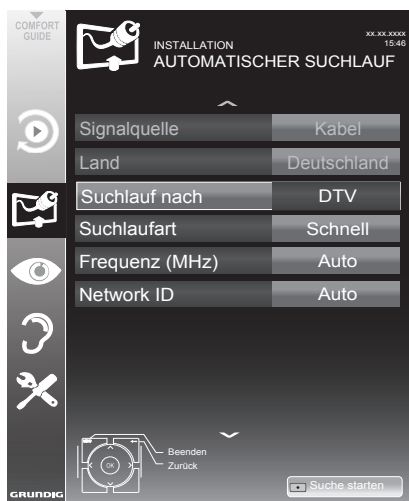 COMFORT
GUIDE
INSTALLATION
AUTOMATISCHER SUCHLAUF
xx.xx.xxxx
15:46
Signalquelle Kabel
Land Deutschland
Suchlauf nach DTV
Suchlaufart Schnell
Frequenz (MHz) Auto
Network ID Auto
OK
Beenden
Zurück
Suche starten
GRUNDIG